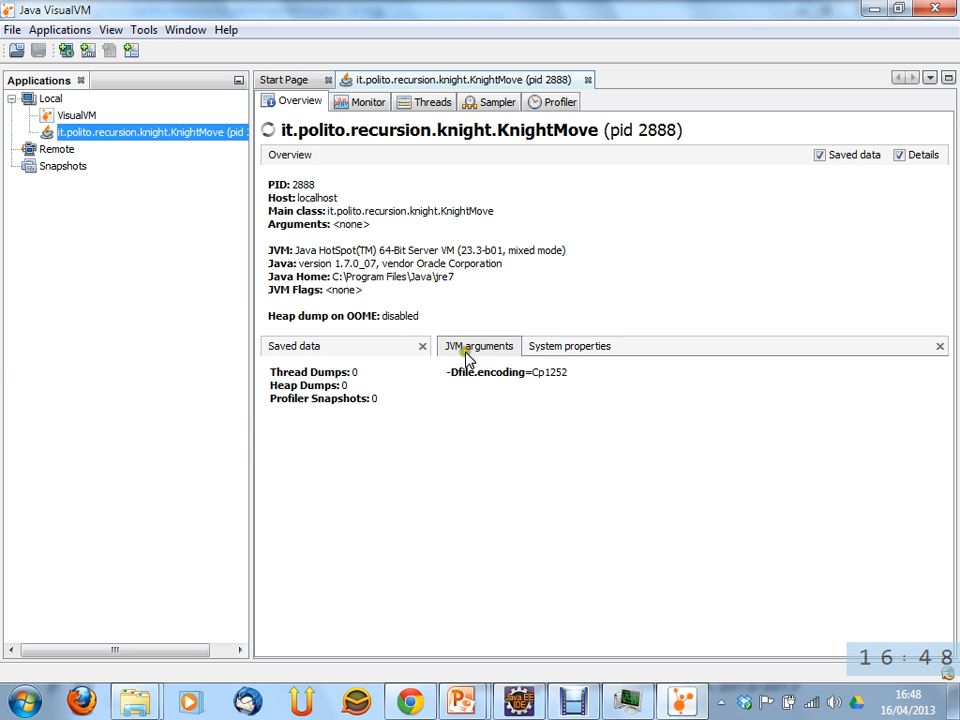 Java VisualVM
File Applications View Tools Window Help
Applications
Local
VisualVM
it.polito.recursion.knight.KnightMove (pid 2
Remote
Snapshots
Start Page it.polito.recursion.knight.KnightMove (pid 2888)
Overview Monitor Threads Sampler Profiler
it.polito.recursion.knight.KnightMove (pid 2888)
Overview Saved data Details
PID: 2888
Host: localhost
Main class: it.polito.recursion.knight.KnightMove
Arguments: <none>
JVM: Java HotSpot(TM) 64-Bit Server VM (23.3-b01, mixed mode)
Java: version 1.7.0_07, vendor Oracle Corporation
Java Home: C:\Program Files\Java\jre7
JVM Flags: <none>
Heap dump on OOME: disabled
Saved data JVM arguments System properties
Thread Dumps: 0
Heap Dumps: 0
Profiler Snapshots: 0
-Dfile.encoding=Cp1252
16:48
Java EE
IDE
16:48
16/04/2013